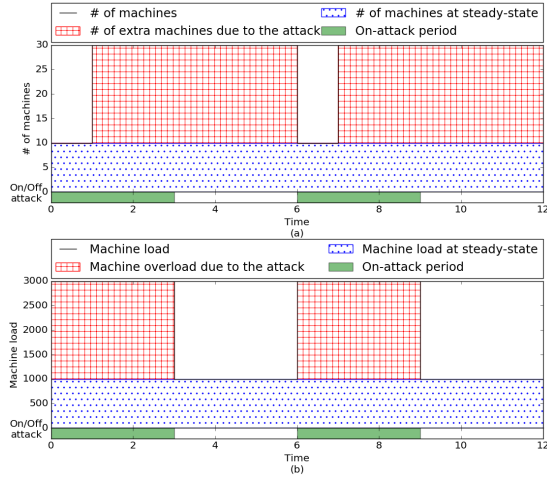 # of machines
# of machines at steady-state
# of extra machines due to the attack
On-attack period
30
25
20
15
10
5
0
# of machines
On/Off
attack
0 2 4 6 8 10 12
Time
(a)
Machine load
Machine load at steady-state
Machine overload due to the attack
On-attack period
3000
2500
2000
1500
1000
500
0
Machine load
On/Off
attack
0 2 4 6 8 10 12
Time
(b)